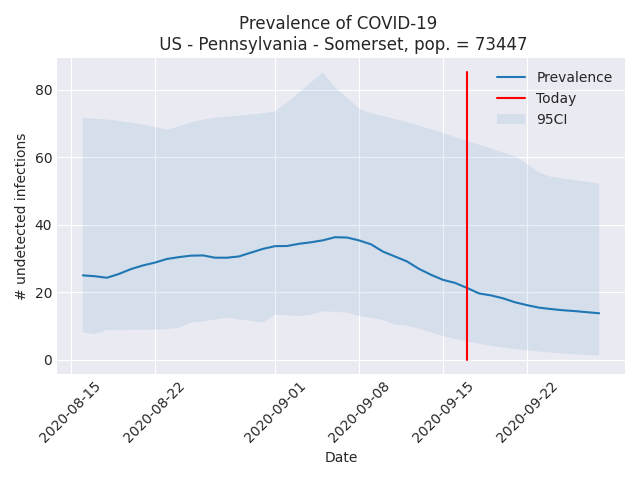 Prevalence of COVID-19
US - Pennsylvania - Somerset, pop. = 73447
Prevalence
Today
95CI
# undetected infections
80
60
40
20
0
2020-08-15
2020-08-22
2020-09-01
2020-09-08
2020-09-15
2020-09-22
Date